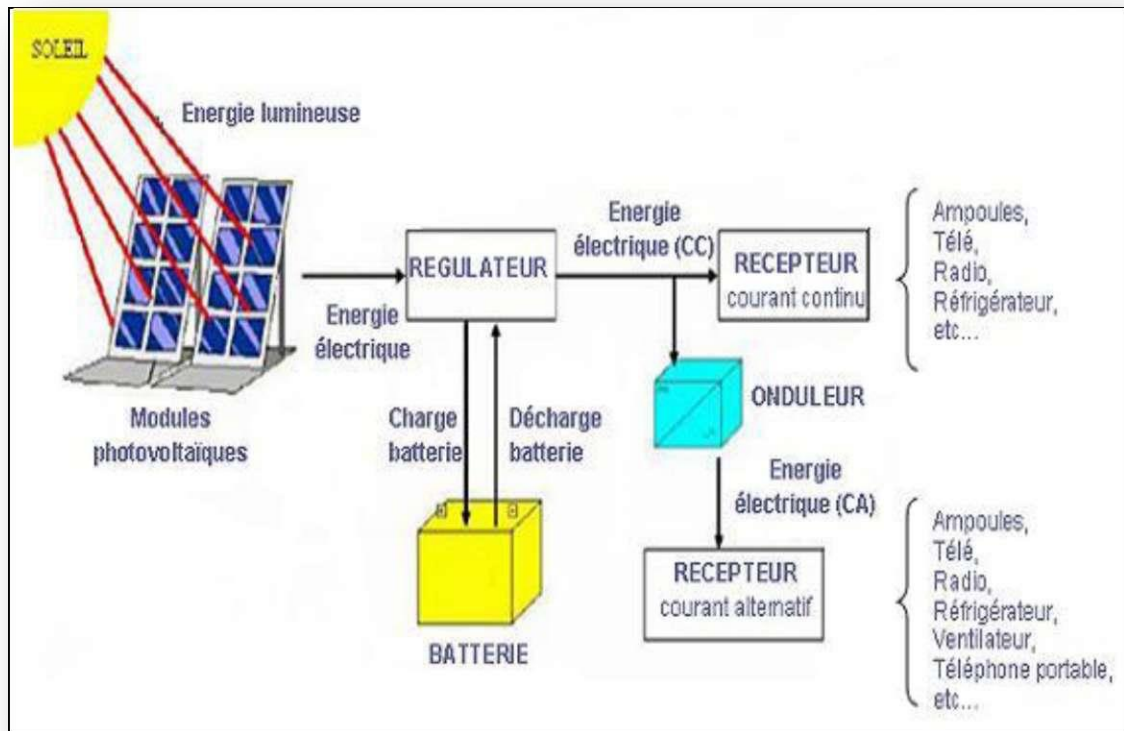 SOLEIL
Energie lumineuse
Modules
photovoltaïques
Energie
électrique
REGULATEUR
Charge
batterie
Décharge
batterie
BATTERIE
Energie
électrique (CC)
RECEPTEUR
courant continu
Ampoules,
Télé,
Radio,
Réfrigérateur,
etc...
ONDULEUR
Energie
électrique (CA)
RECEPTEUR
courant alternatif
Ampoules,
Télé,
Radio,
Réfrigérateur,
Ventilateur,
Téléphone portable,
etc...